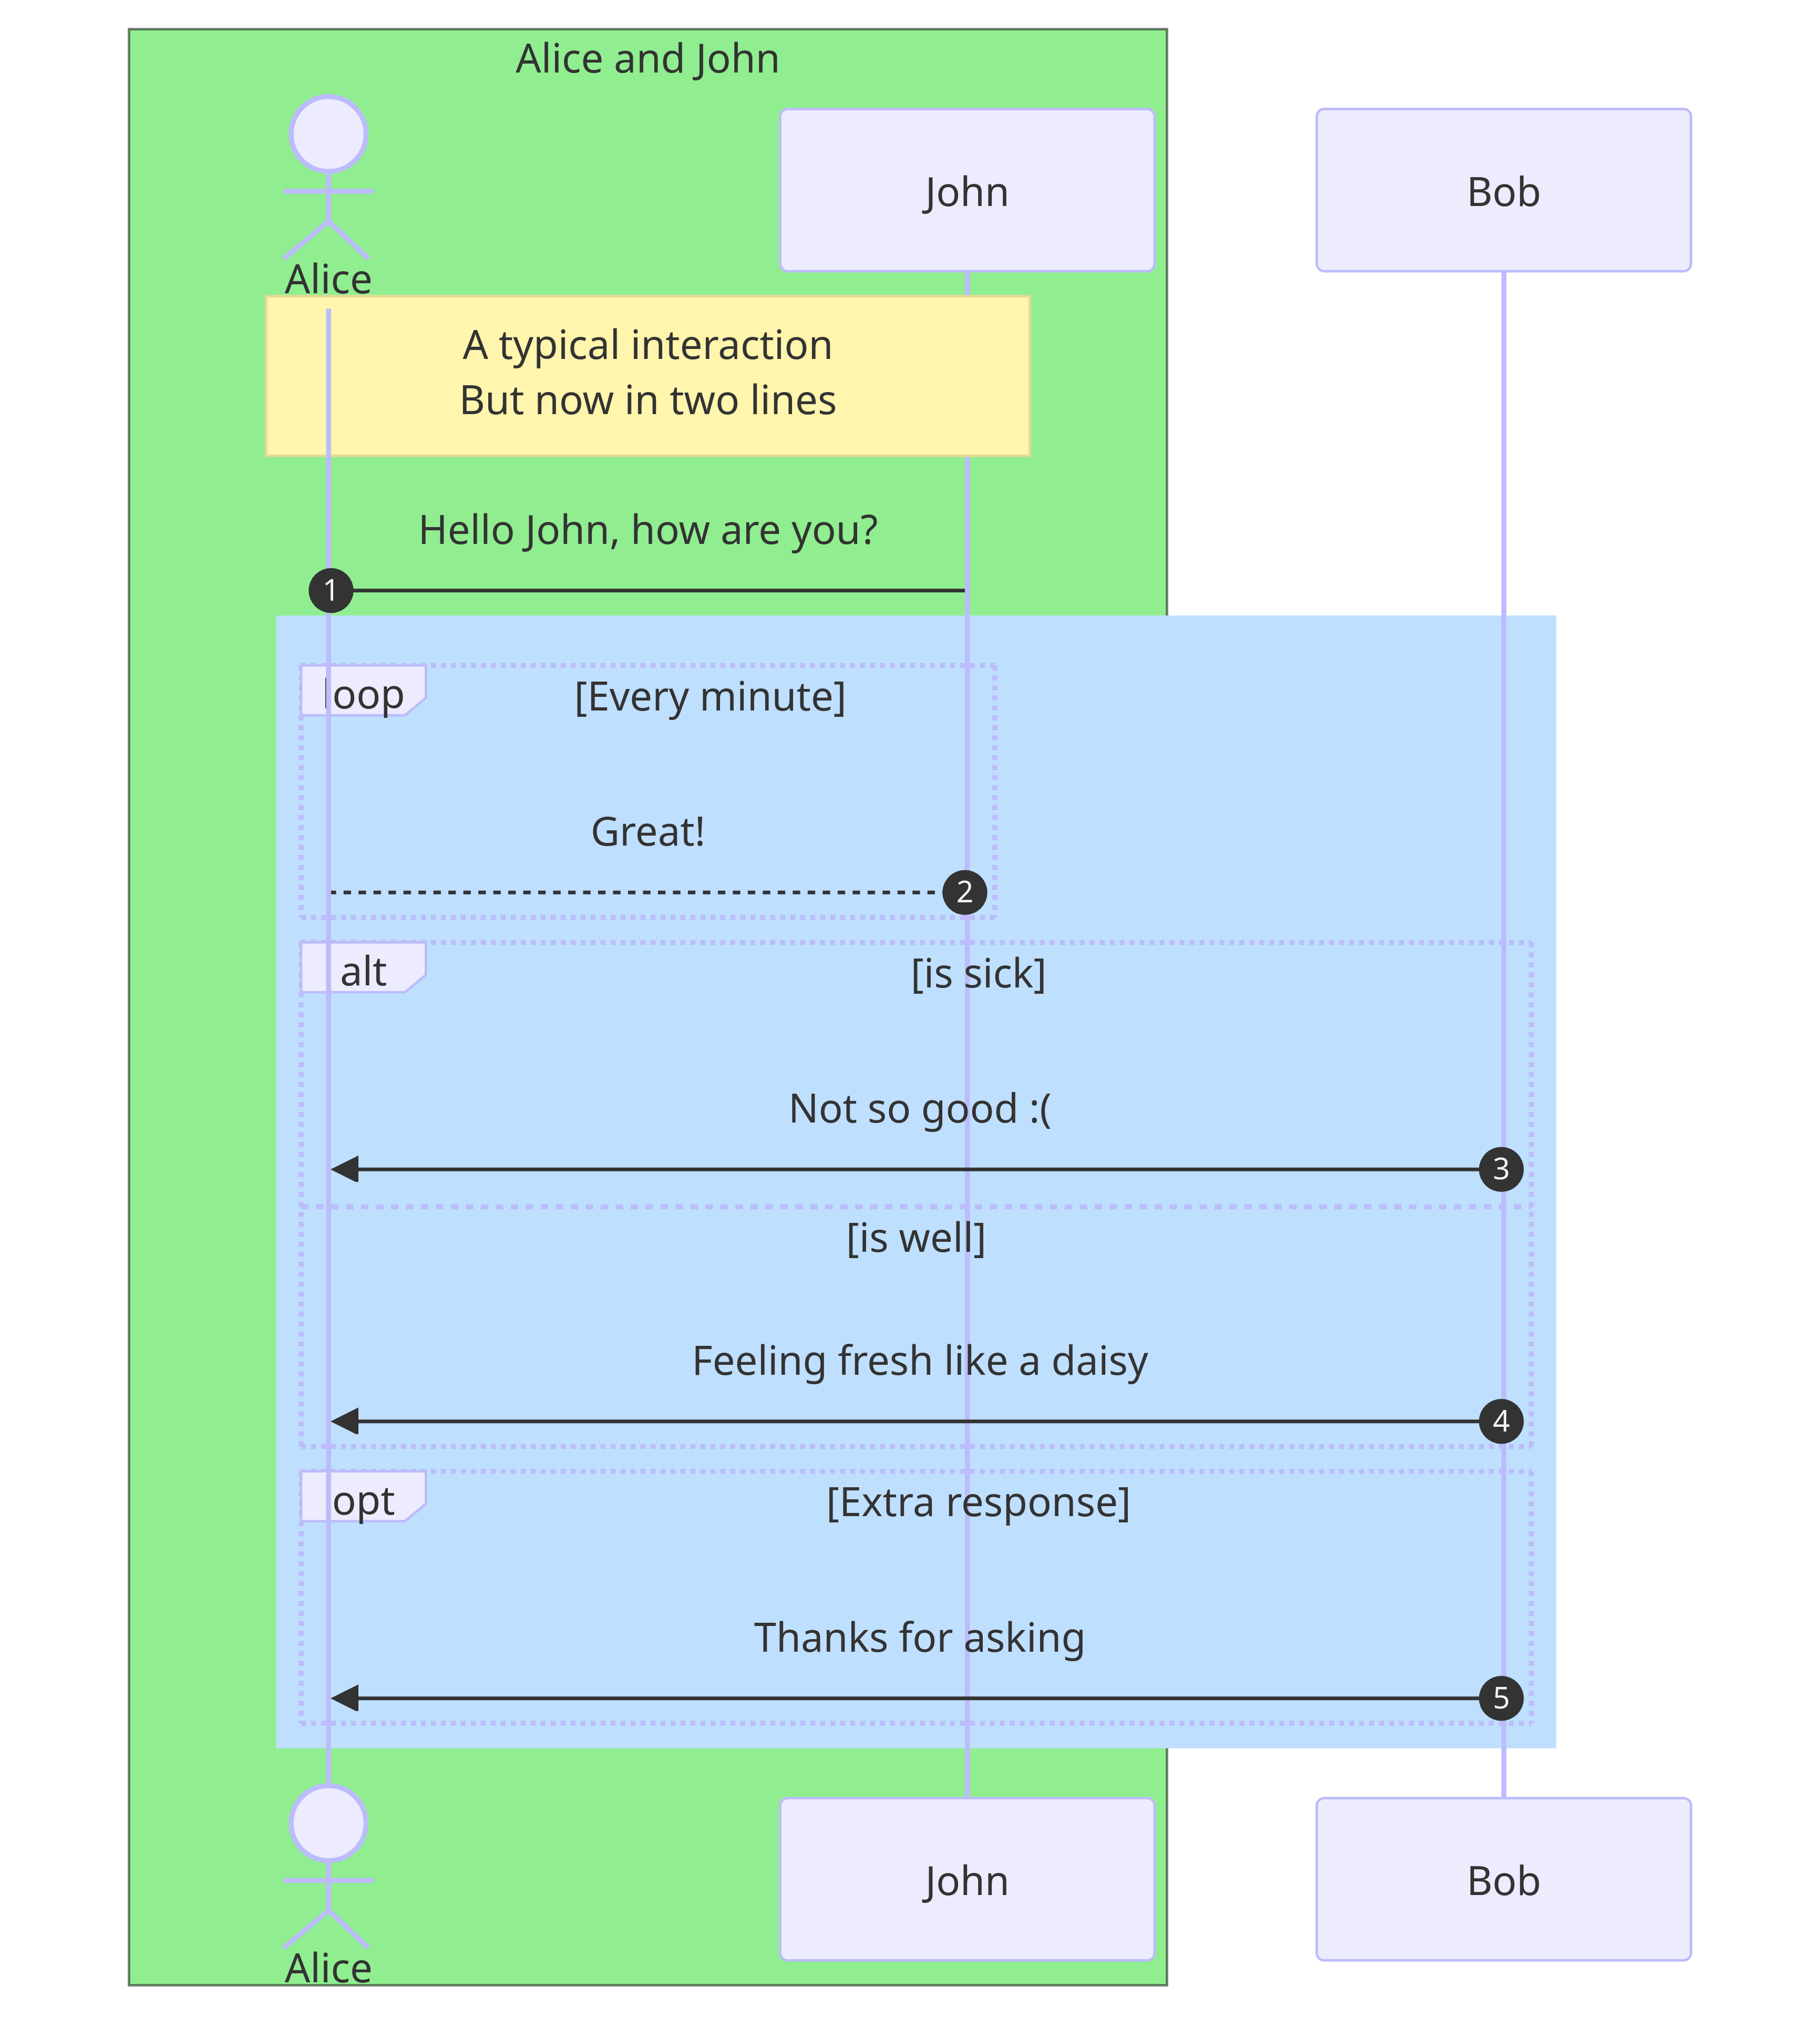 Alice and John
Alice
John
Bob
A typical interaction
But now in two lines
Hello John, how are you?
1
loop
[Every minute]
Great!
2
alt
[is sick]
Not so good :(
3
[is well]
Feeling fresh like a daisy
4
opt
[Extra response]
Thanks for asking
5
Alice
John
Bob